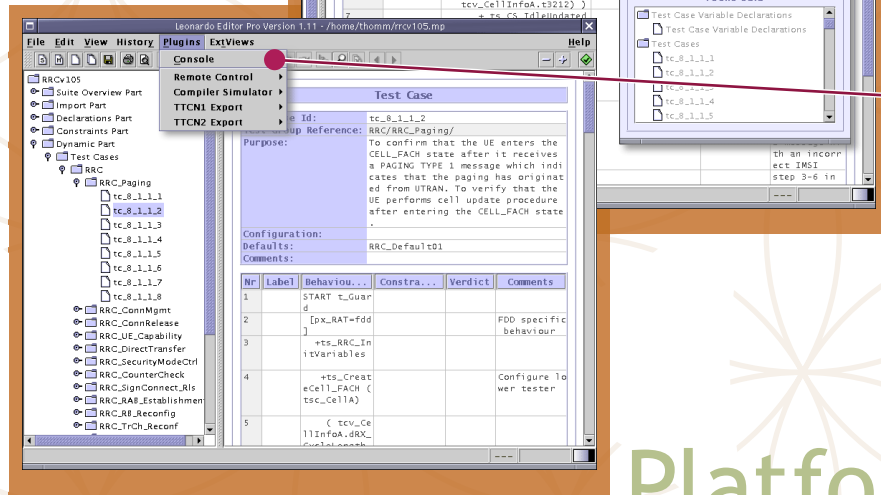 tcv_CellInfoA.t3212) )
7
+ ts_CS_IdleUpdated
Test Case Variable Declarations
Test Case Variable Declarations
Test Cases
tc_8_1_1_1
tc_8_1_1_2
tc_8_1_1_3
tc_8_1_1_4
tc_8_1_1_5
th an incorr
ect IMSI
step 3-6 in
---
Leonardo Editor Pro Version 1.11 - /home/thomm/rrcv105.mp
File Edit View History Plugins ExtViews Help
Console
Remote Control
Compiler Simulator
TTCN1 Export
TTCN2 Export
RRCv105
Suite Overview Part
Import Part
Declarations Part
Constraints Part
Dynamic Part
Test Cases
RRC
RRC_Paging
tc_8_1_1_1
tc_8_1_1_2
tc_8_1_1_3
tc_8_1_1_4
tc_8_1_1_5
tc_8_1_1_6
tc_8_1_1_7
tc_8_1_1_8
RRC_ConnMgmt
RRC_ConnRelease
RRC_UE_Capability
RRC_DirectTransfer
RRC_SecurityModeCtrl
RRC_CounterCheck
RRC_SignConnect_Rls
RRC_RAB_Establishmen
RRC_RB_Reconfig
RRC_TrCh_Reconf
Test Case
Id: tc_8_1_1_2
Reference: RRC/RRC_Paging/
Purpose: To confirm that the UE enters the
CELL_FACH state after it receives
a PAGING TYPE 1 message which indi
cates that the paging has originat
ed from UTRAN. To verify that the
UE performs cell update procedure
after entering the CELL_FACH state
.
Configuration:
Defaults: RRC_Default01
Comments:
Nr Label Behaviou... Constra... Verdict Comments
1 START t_Guar
d
2 [px_RAT=fdd FDD specific
] behaviour
3 +ts_RRC_In
itVariables
4 +ts_Creat Configure lo
eCell_FACH ( wer tester
tsc_CellA)
5 ( tcv_Ce
llInfoA.dRX_
CycleLength
---
Platfo